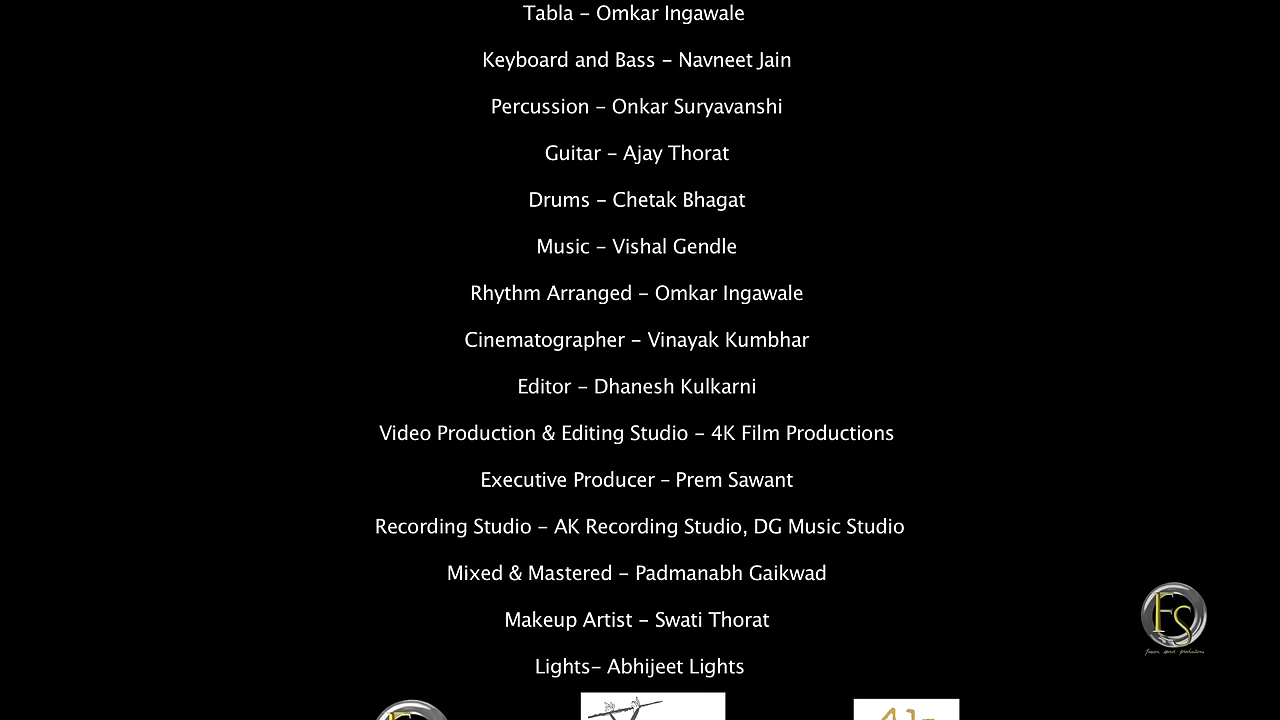 Tabla – Omkar Ingawale
Keyboard and Bass – Navneet Jain
Percussion – Onkar Suryavanshi
Guitar – Ajay Thorat
Drums – Chetak Bhagat
Music – Vishal Gendle
Rhythm Arranged – Omkar Ingawale
Cinematographer – Vinayak Kumbhar
Editor – Dhanesh Kulkarni
Video Production & Editing Studio – 4K Film Productions
Executive Producer – Prem Sawant
Recording Studio – AK Recording Studio, DG Music Studio
Mixed & Mastered – Padmanabh Gaikwad
Makeup Artist – Swati Thorat
Lights– Abhijeet Lights
FS